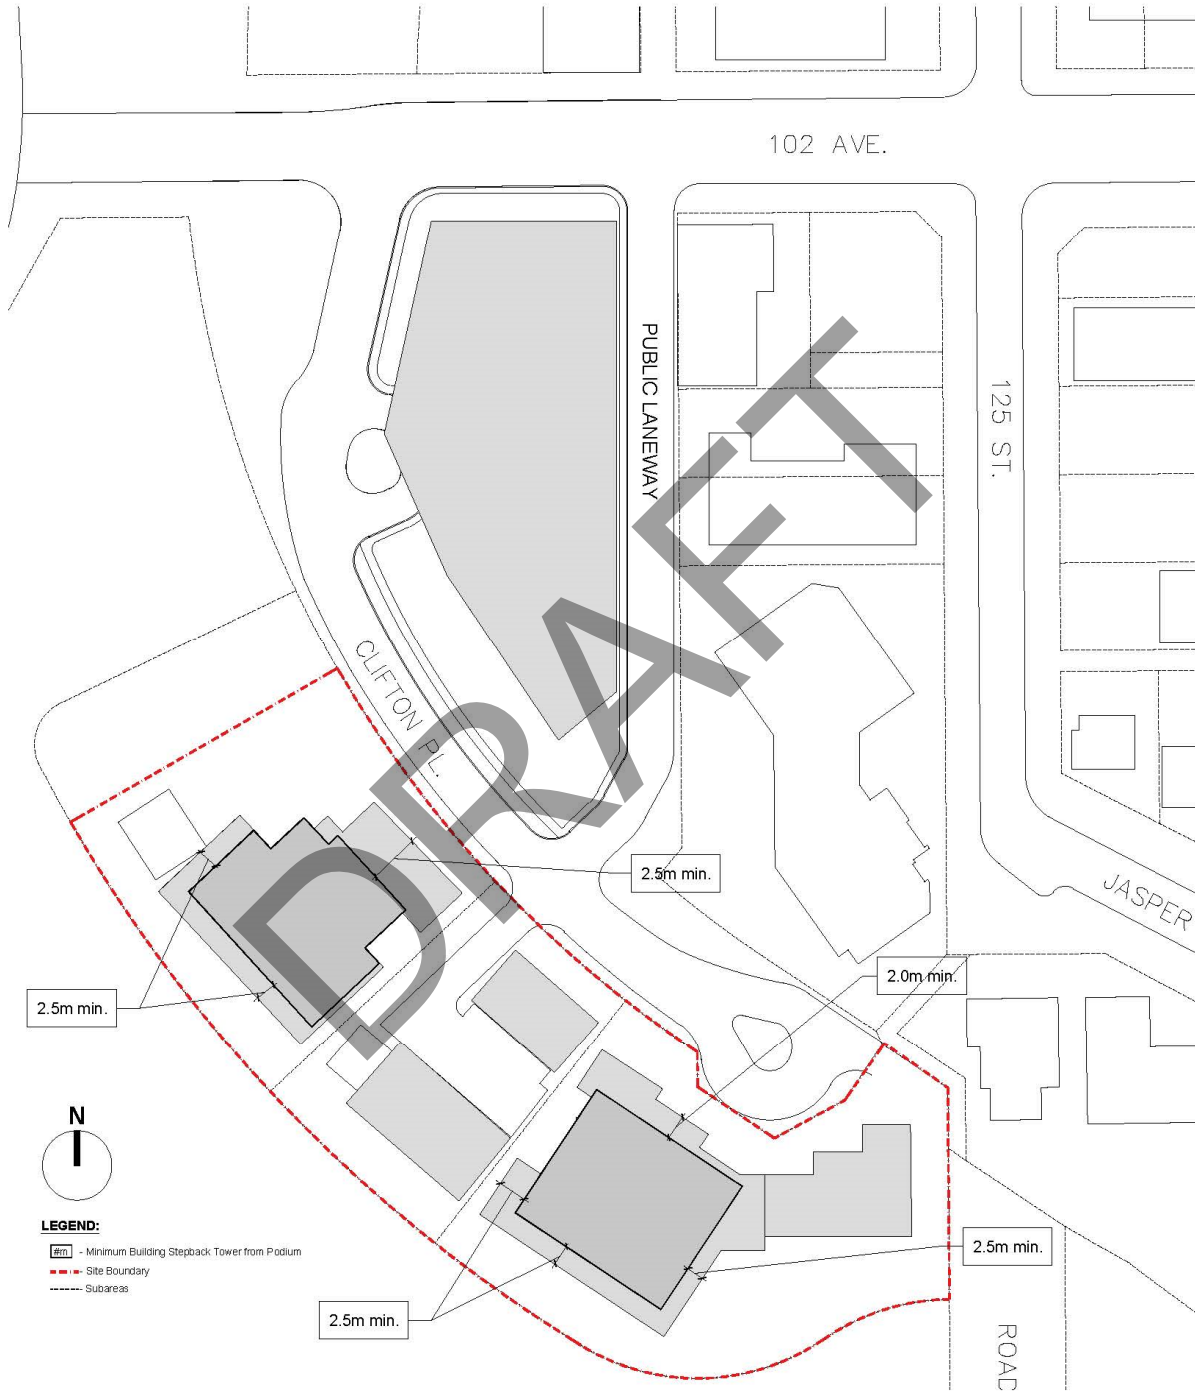 102 AVE.
PUBLIC LANEWAY
125 ST.
CLIFTON PL.
DRAFT
2.5m min.
JASPER
2.0m min.
2.5m min.
N
LEGEND:
#m - Minimum Building Stepback Tower from Podium
Site Boundary
Subareas
2.5m min.
2.5m min.
ROAD